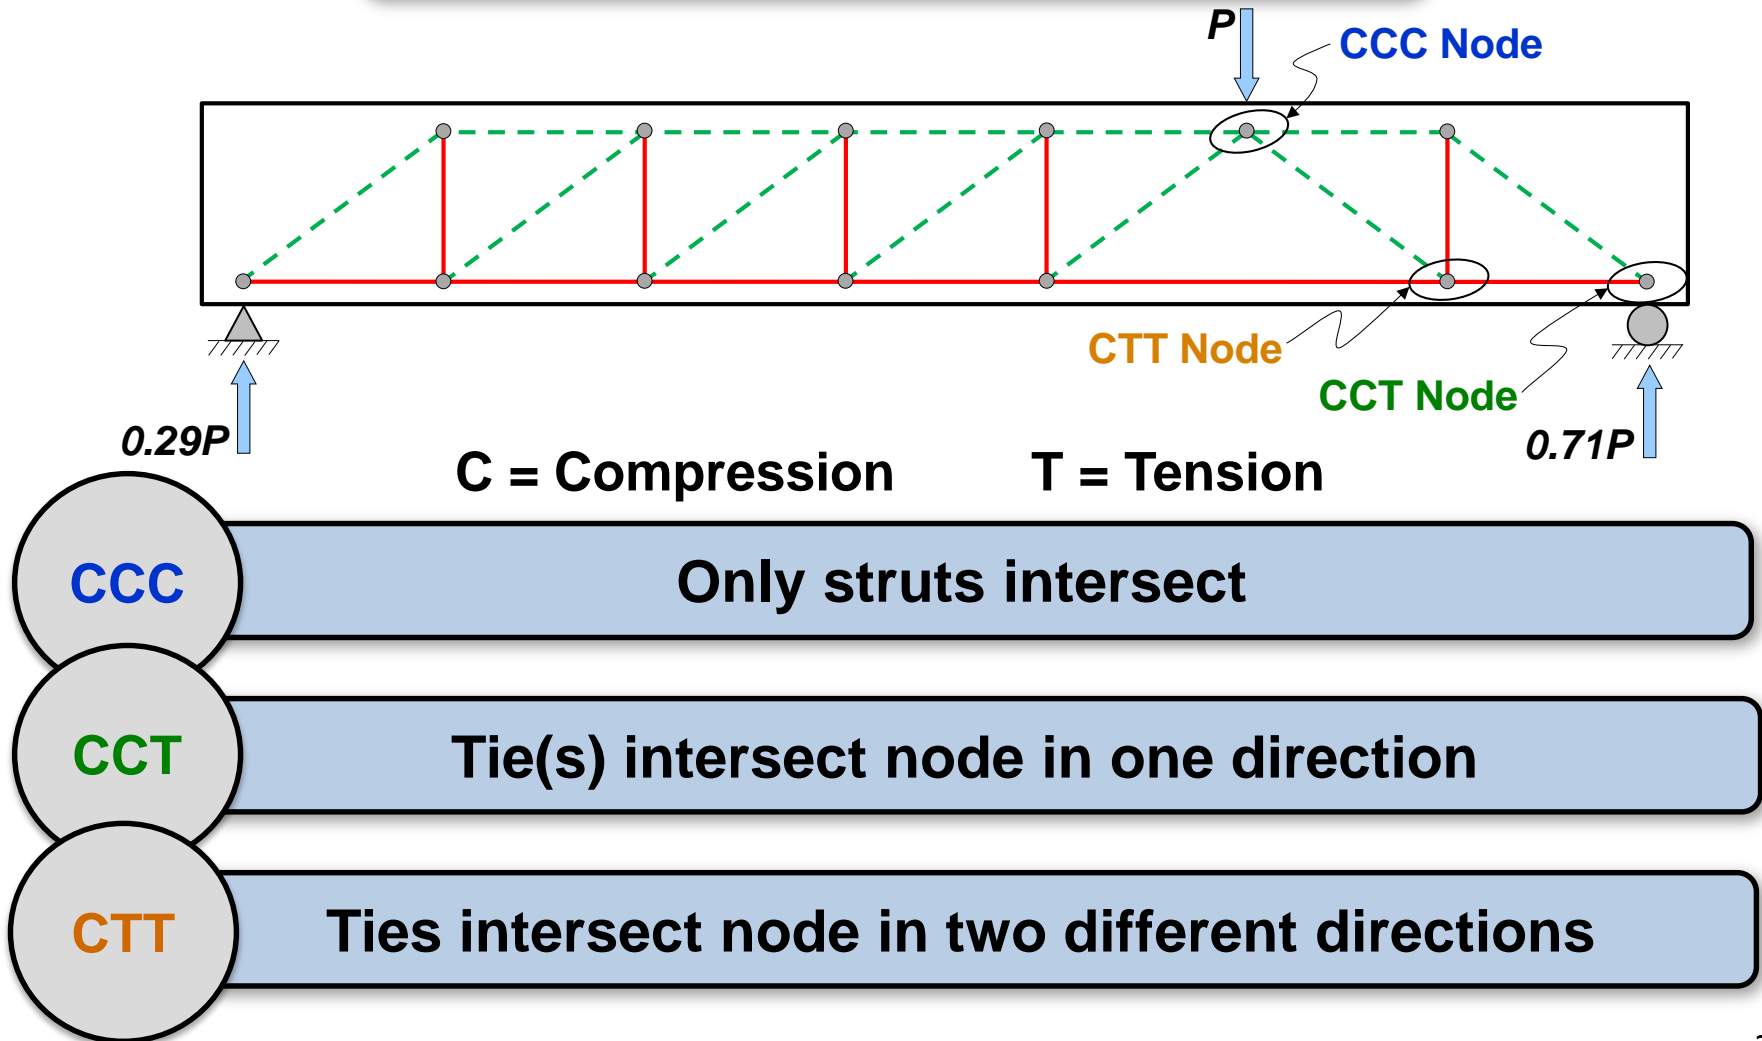 P
CCC Node
CTT Node
CCT Node
0.29P
0.71P
C = Compression T = Tension
CCC
Only struts intersect
CCT
Tie(s) intersect node in one direction
CTT
Ties intersect node in two different directions